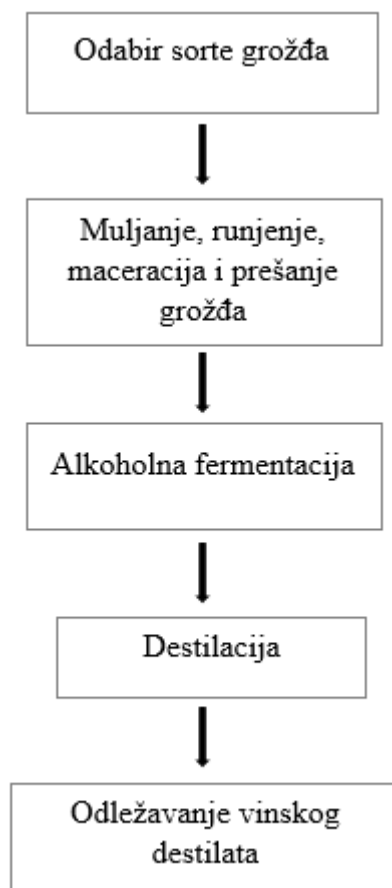 Odabir sorte grožđa
Muljanje, runjenje,
maceracija i prešanje
grožđa
Alkoholna fermentacija
Destilacija
Odležavanje vinskog
destilata